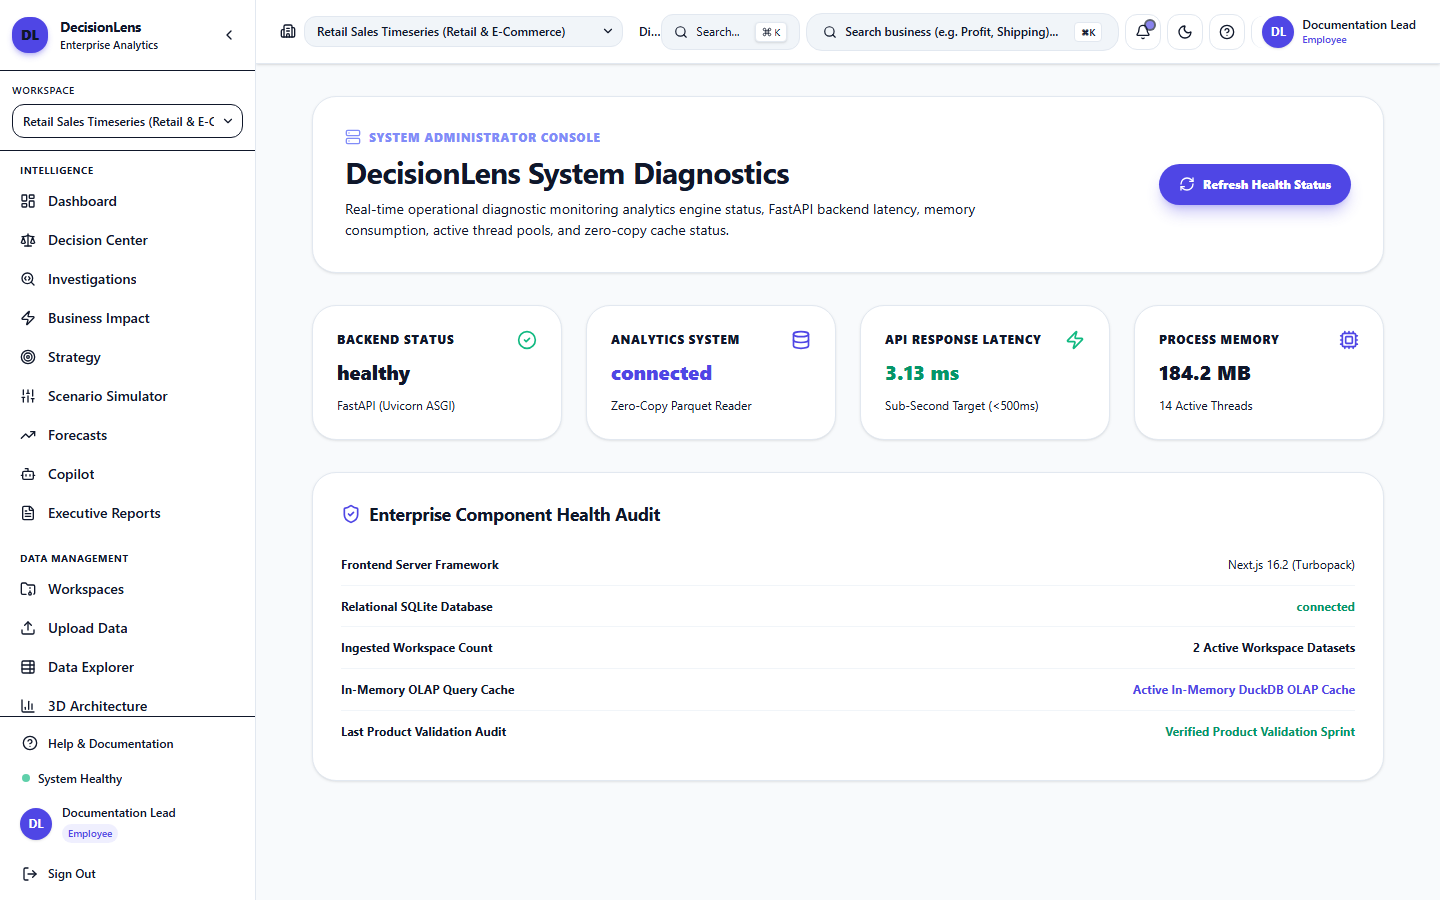 DL
DecisionLens
Enterprise Analytics
WORKSPACE
Retail Sales Timeseries (Retail & E-C
INTELLIGENCE
Dashboard
Decision Center
Investigations
Business Impact
Strategy
Scenario Simulator
Forecasts
Copilot
Executive Reports
DATA MANAGEMENT
Workspaces
Upload Data
Data Explorer
3D Architecture
Help & Documentation
System Healthy
DL
Documentation Lead
Employee
Sign Out
Retail Sales Timeseries (Retail & E-Commerce)
Di...
Search...
⌘ K
Search business (e.g. Profit, Shipping)...
⌘K
DL
Documentation Lead
Employee
SYSTEM ADMINISTRATOR CONSOLE
DecisionLens System Diagnostics
Real-time operational diagnostic monitoring analytics engine status, FastAPI backend latency, memory
consumption, active thread pools, and zero-copy cache status.
Refresh Health Status
BACKEND STATUS
healthy
FastAPI (Uvicorn ASGI)
ANALYTICS SYSTEM
connected
Zero-Copy Parquet Reader
API RESPONSE LATENCY
3.13 ms
Sub-Second Target (<500ms)
PROCESS MEMORY
184.2 MB
14 Active Threads
Enterprise Component Health Audit
Frontend Server Framework
Next.js 16.2 (Turbopack)
Relational SQLite Database
connected
Ingested Workspace Count
2 Active Workspace Datasets
In-Memory OLAP Query Cache
Active In-Memory DuckDB OLAP Cache
Last Product Validation Audit
Verified Product Validation Sprint